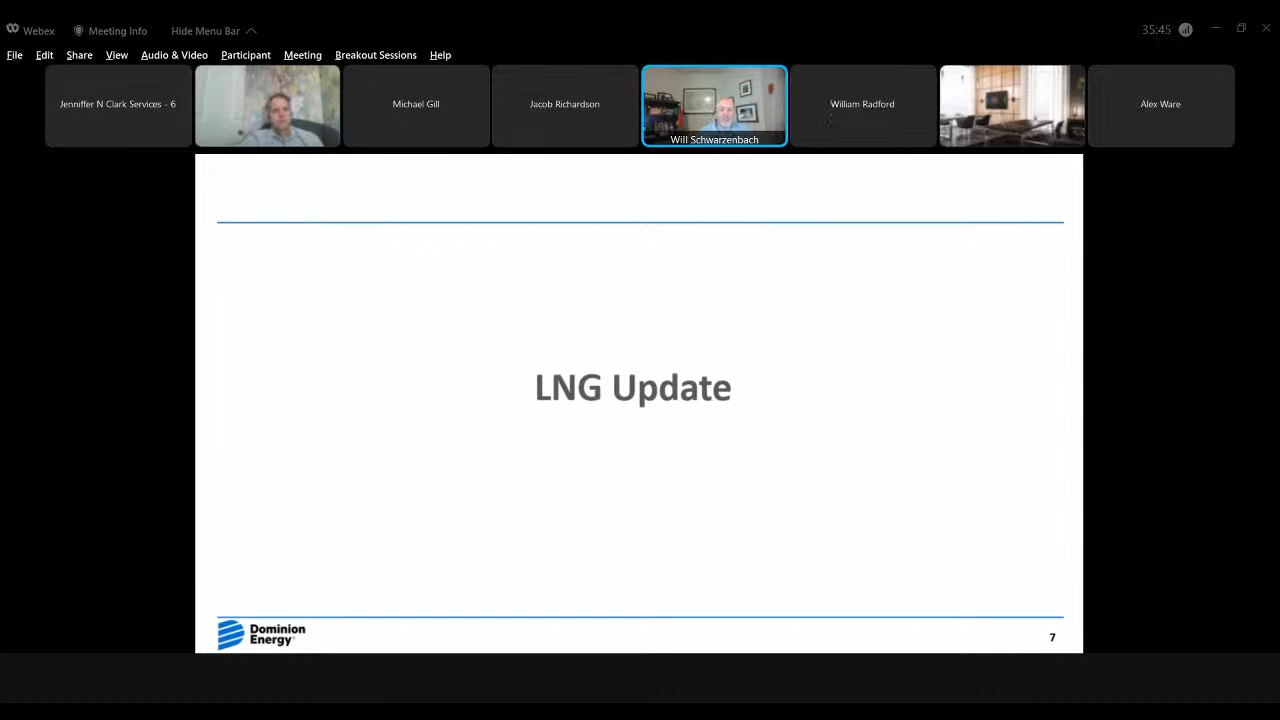 Webex Meeting Info Hide Menu Bar 35:45
File Edit Share View Audio & Video Participant Meeting Breakout Sessions Help
Jenniffer N Clark Services - 6 Michael Gill Jacob Richardson William Radford Alex Ware
Will Schwarzenbach
LNG Update
Dominion
Energy®
7